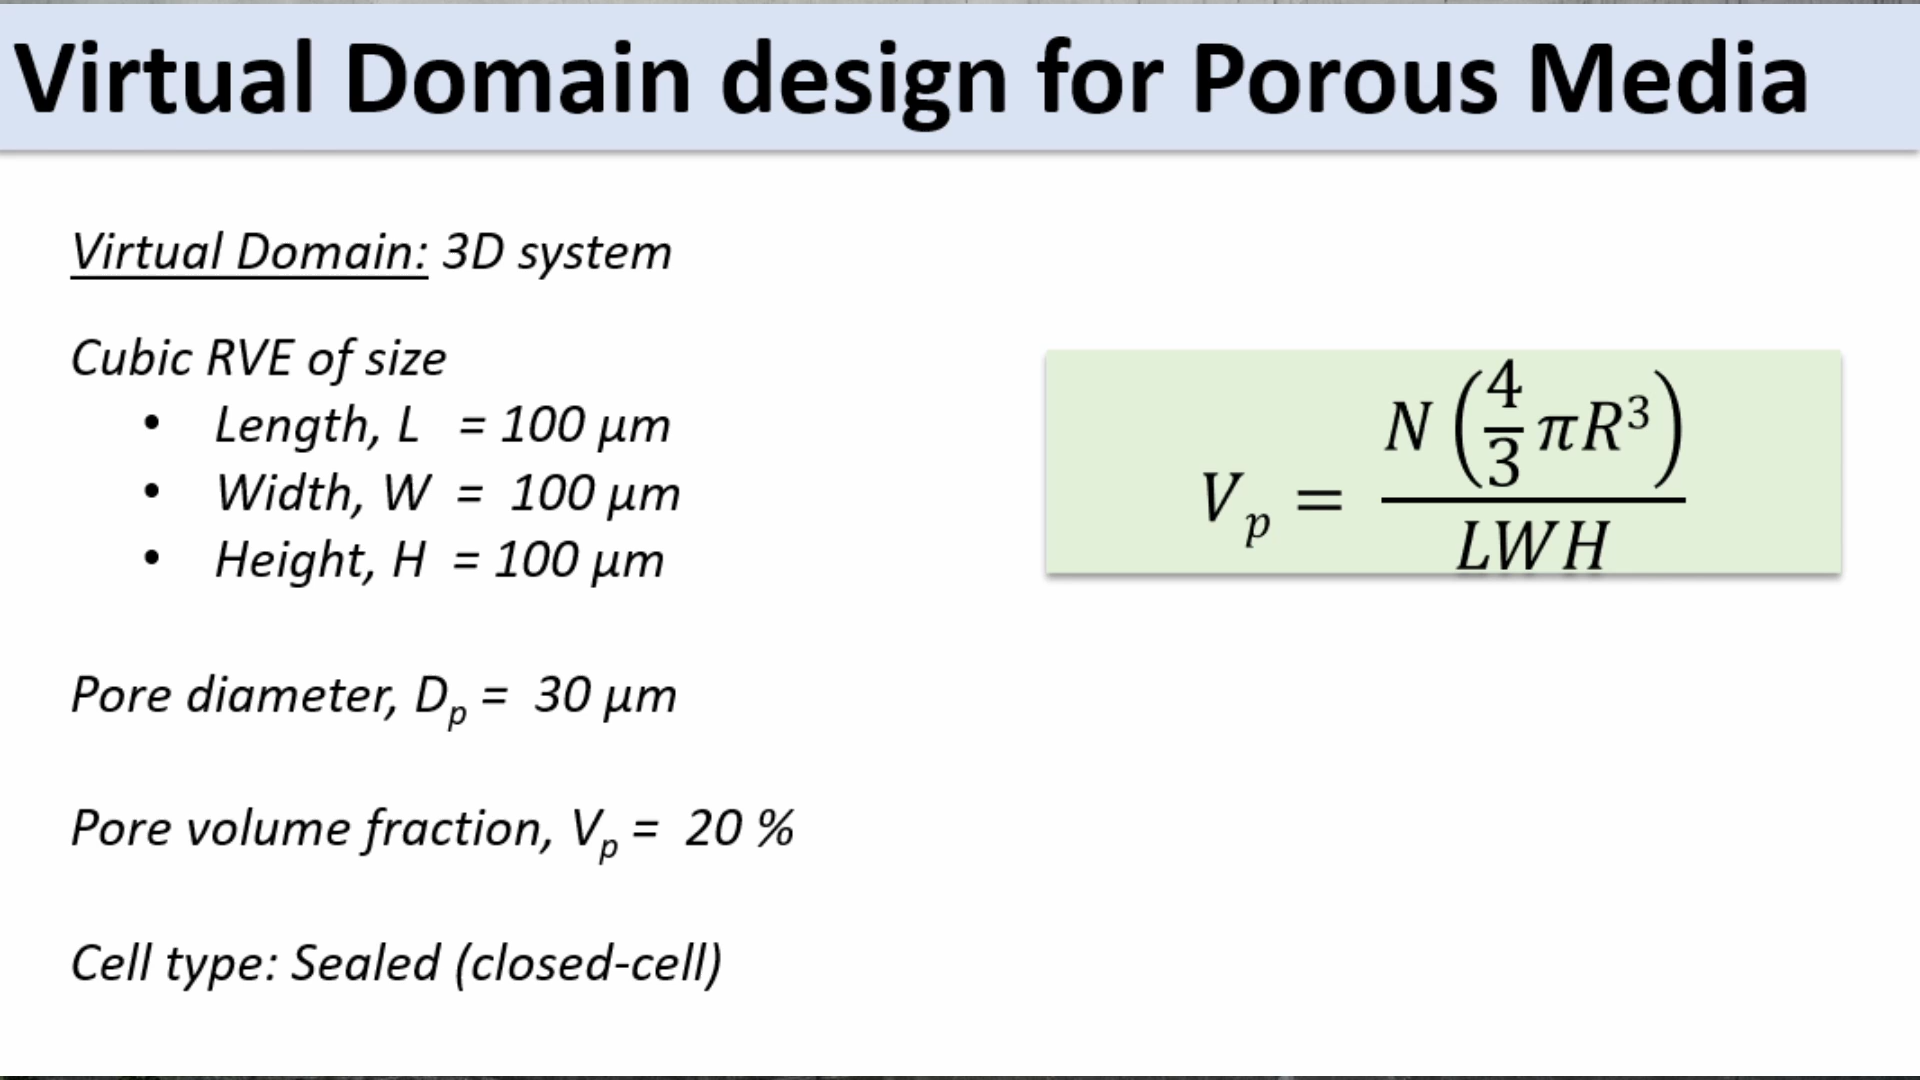 Virtual Domain design for Porous Media
Virtual Domain: 3D system
Cubic RVE of size
• Length, L = 100 µm
• Width, W = 100 µm
• Height, H = 100 µm
Pore diameter, Dₚ = 30 µm
Pore volume fraction, Vₚ = 20 %
Cell type: Sealed (closed-cell)
Vₚ = N(4/3 πR³) / LWH